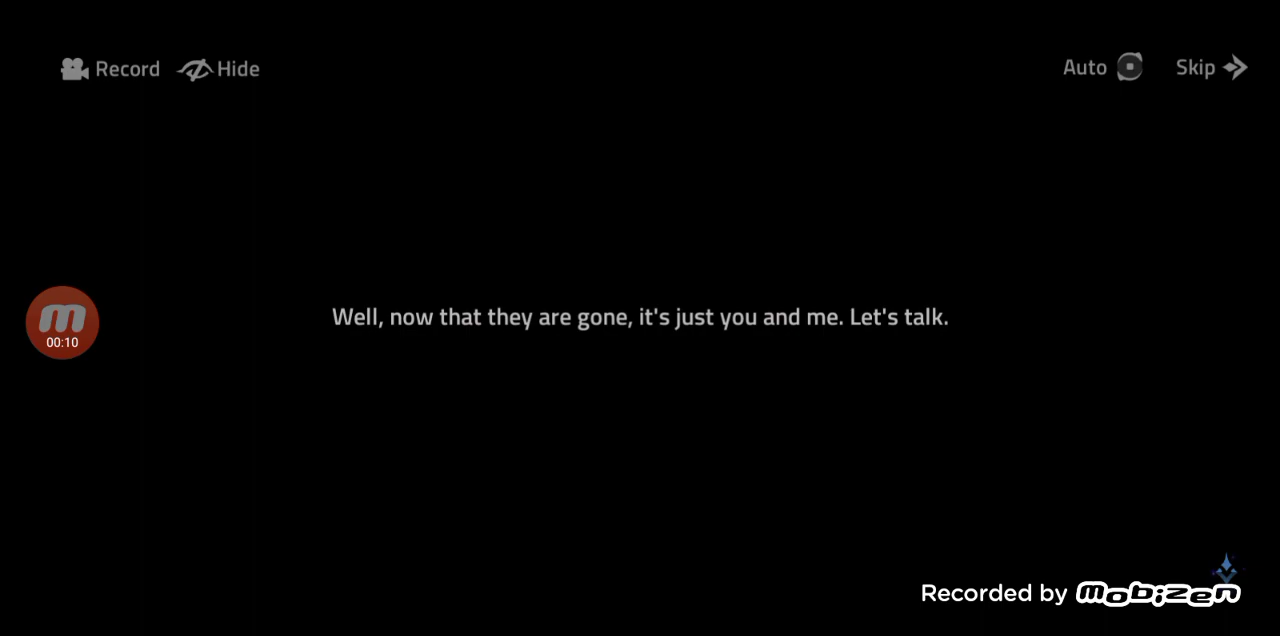 Record Hide Auto Skip
Well, now that they are gone, it's just you and me. Let's talk.
m
00:10
Recorded by mobizen